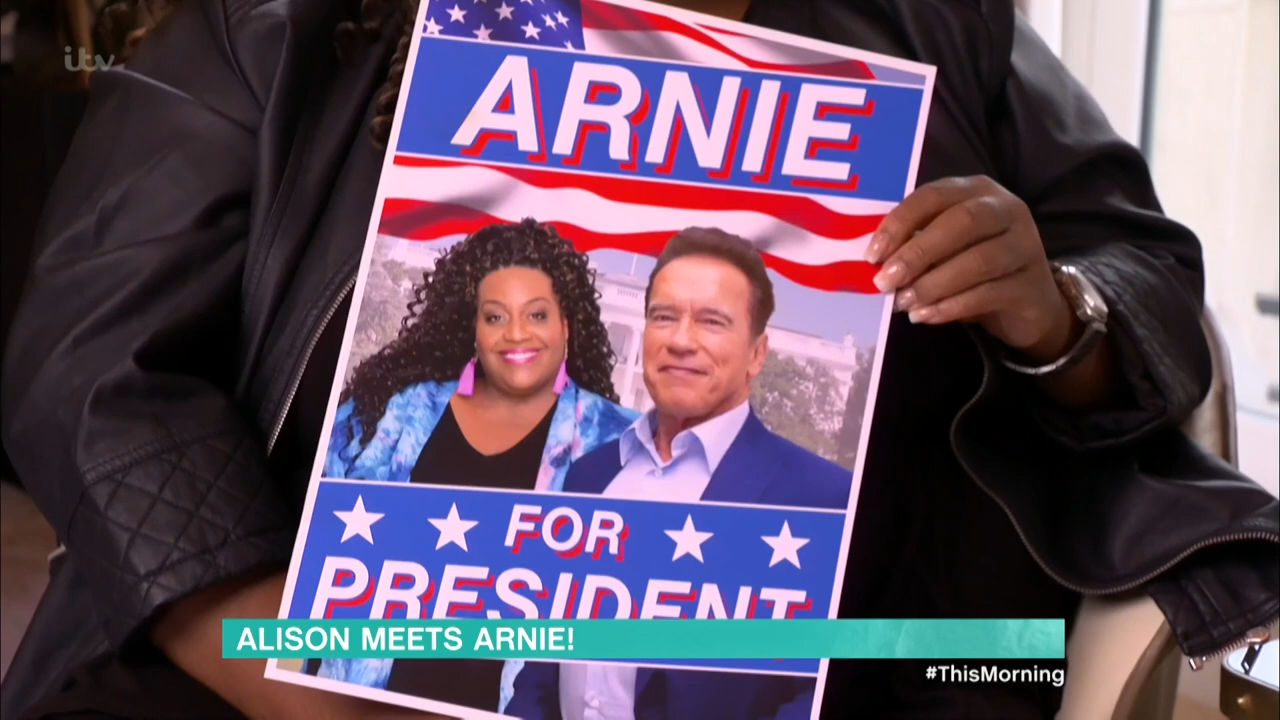 itv
ARNIE
FOR
PRESIDENT
ALISON MEETS ARNIE!
#ThisMorning